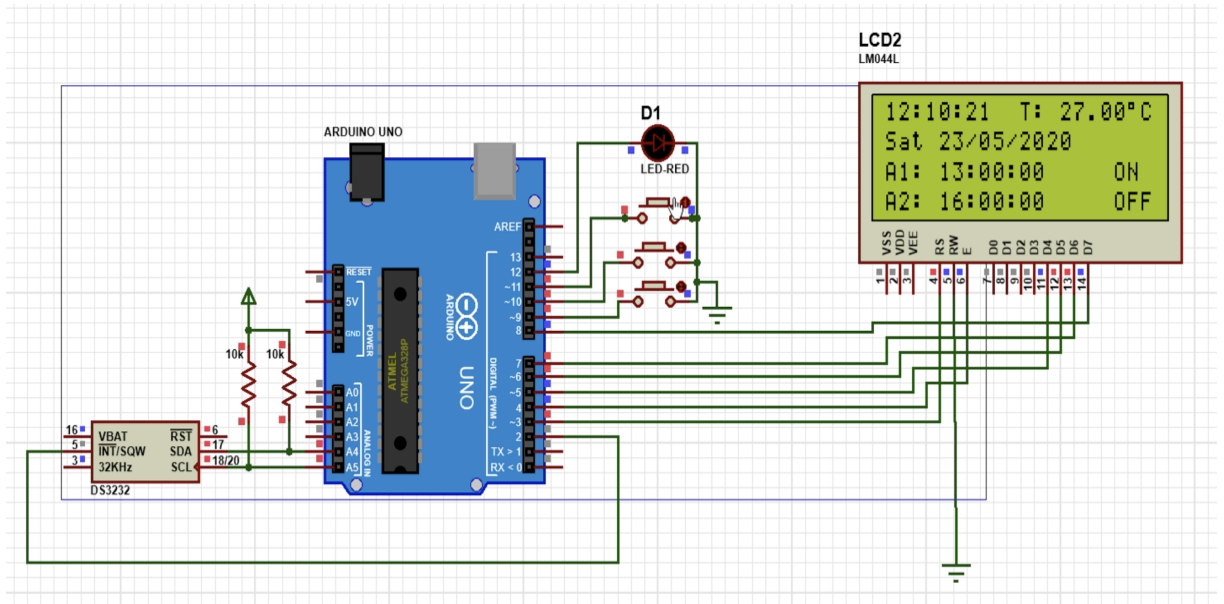 LCD2
LM044L
12:10:21 T: 27.00°C
Sat 23/05/2020
A1: 13:00:00 ON
A2: 16:00:00 OFF
VSS
VDD
VEE
RS
RW
E
D0
D1
D2
D3
D4
D5
D6
D7
1
2
3
4
5
6
7
8
9
10
11
12
13
14
D1
LED-RED
ARDUINO UNO
AREF
13
12
~11
~10
~9
8
7
~6
~5
4
~3
2
TX > 1
RX < 0
DIGITAL (PWM ~)
ARDUINO
UNO
ATMEL
ATMEGA328P
RESET
5V
GND
POWER
A0
A1
A2
A3
A4
A5
ANALOG IN
10k
10k
16
5
3
VBAT
INT/SQW
32KHz
RST
SDA
SCL
6
17
18/20
DS3232